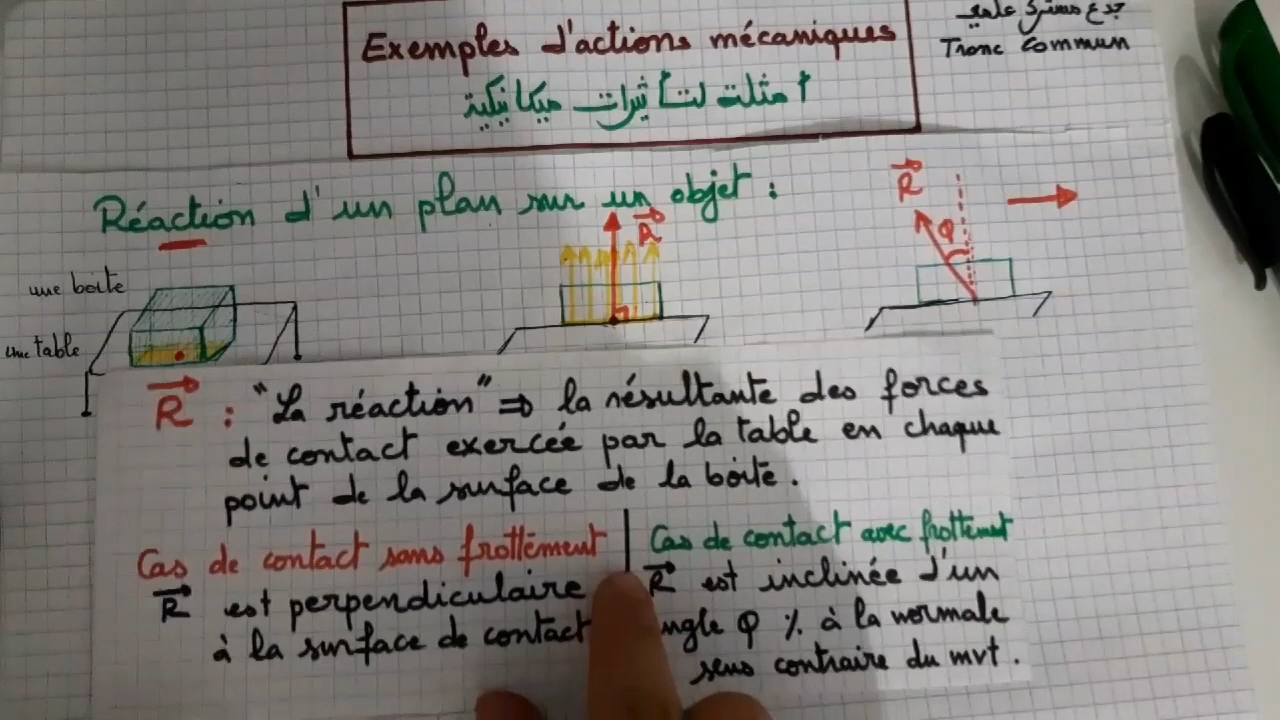 جدع مشترك علمي
Tronc Commun
Exemples d'actions mécaniques
أمثلة لتأثيرات ميكانيكية
Réaction d'un plan sur un objet :
une boite
une table
R
R
φ
R : "La réaction" => la résultante des forces
de contact exercée par la table en chaque
point de la surface de la boîte.
Cas de contact sans frottement
R est perpendiculaire
à la surface de contact
Cas de contact avec frottement
R est inclinée d'un
ngle φ % à la normale
sens contraire du mvt.